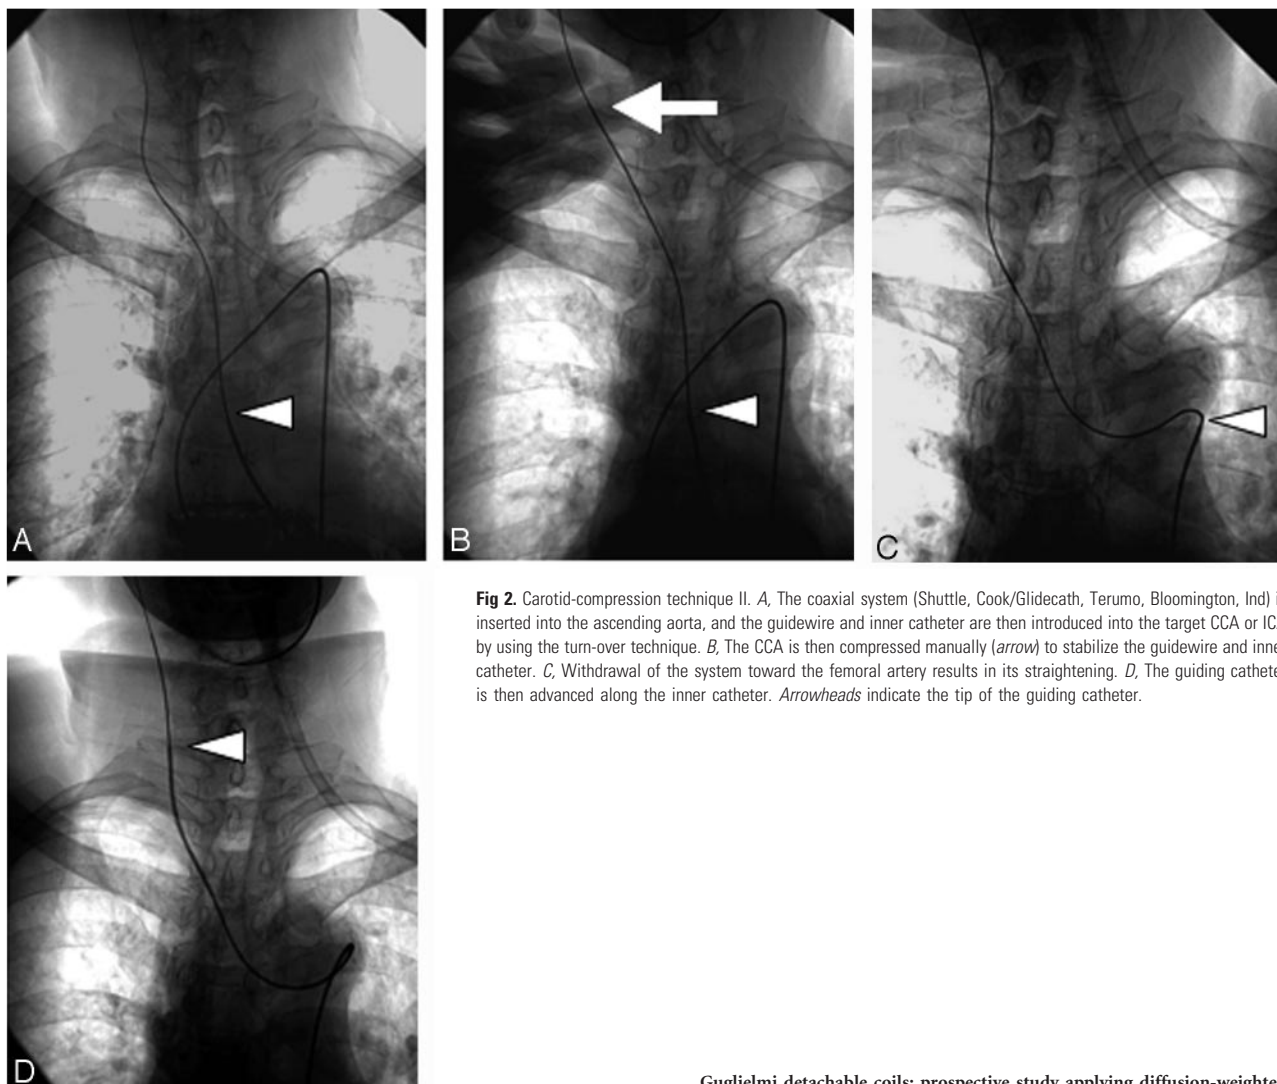 A
B
C
D
Fig 2. Carotid-compression technique II. A, The coaxial system (Shuttle, Cook/Glidecath, Terumo, Bloomington, Ind)
inserted into the ascending aorta, and the guidewire and inner catheter are then introduced into the target CCA or
by using the turn-over technique. B, The CCA is then compressed manually (arrow) to stabilize the guidewire and
catheter. C, Withdrawal of the system toward the femoral artery results in its straightening. D, The guiding
is then advanced along the inner catheter. Arrowheads indicate the tip of the guiding catheter.
Guglielmi detachable coils: prospective study applying